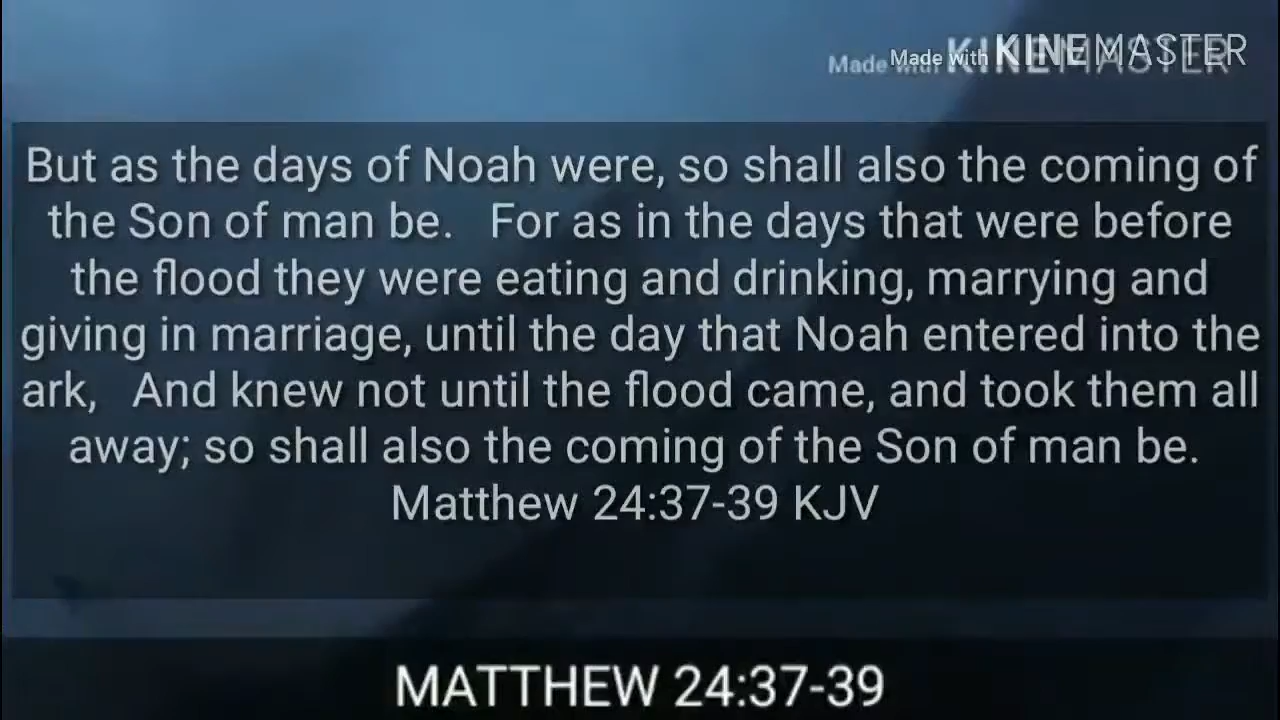 Made with KINEMASTER
Made with KINEMASTER
But as the days of Noah were, so shall also the coming of
the Son of man be.   For as in the days that were before
the flood they were eating and drinking, marrying and
giving in marriage, until the day that Noah entered into the
ark,   And knew not until the flood came, and took them all
away; so shall also the coming of the Son of man be.
Matthew 24:37-39 KJV
MATTHEW 24:37-39